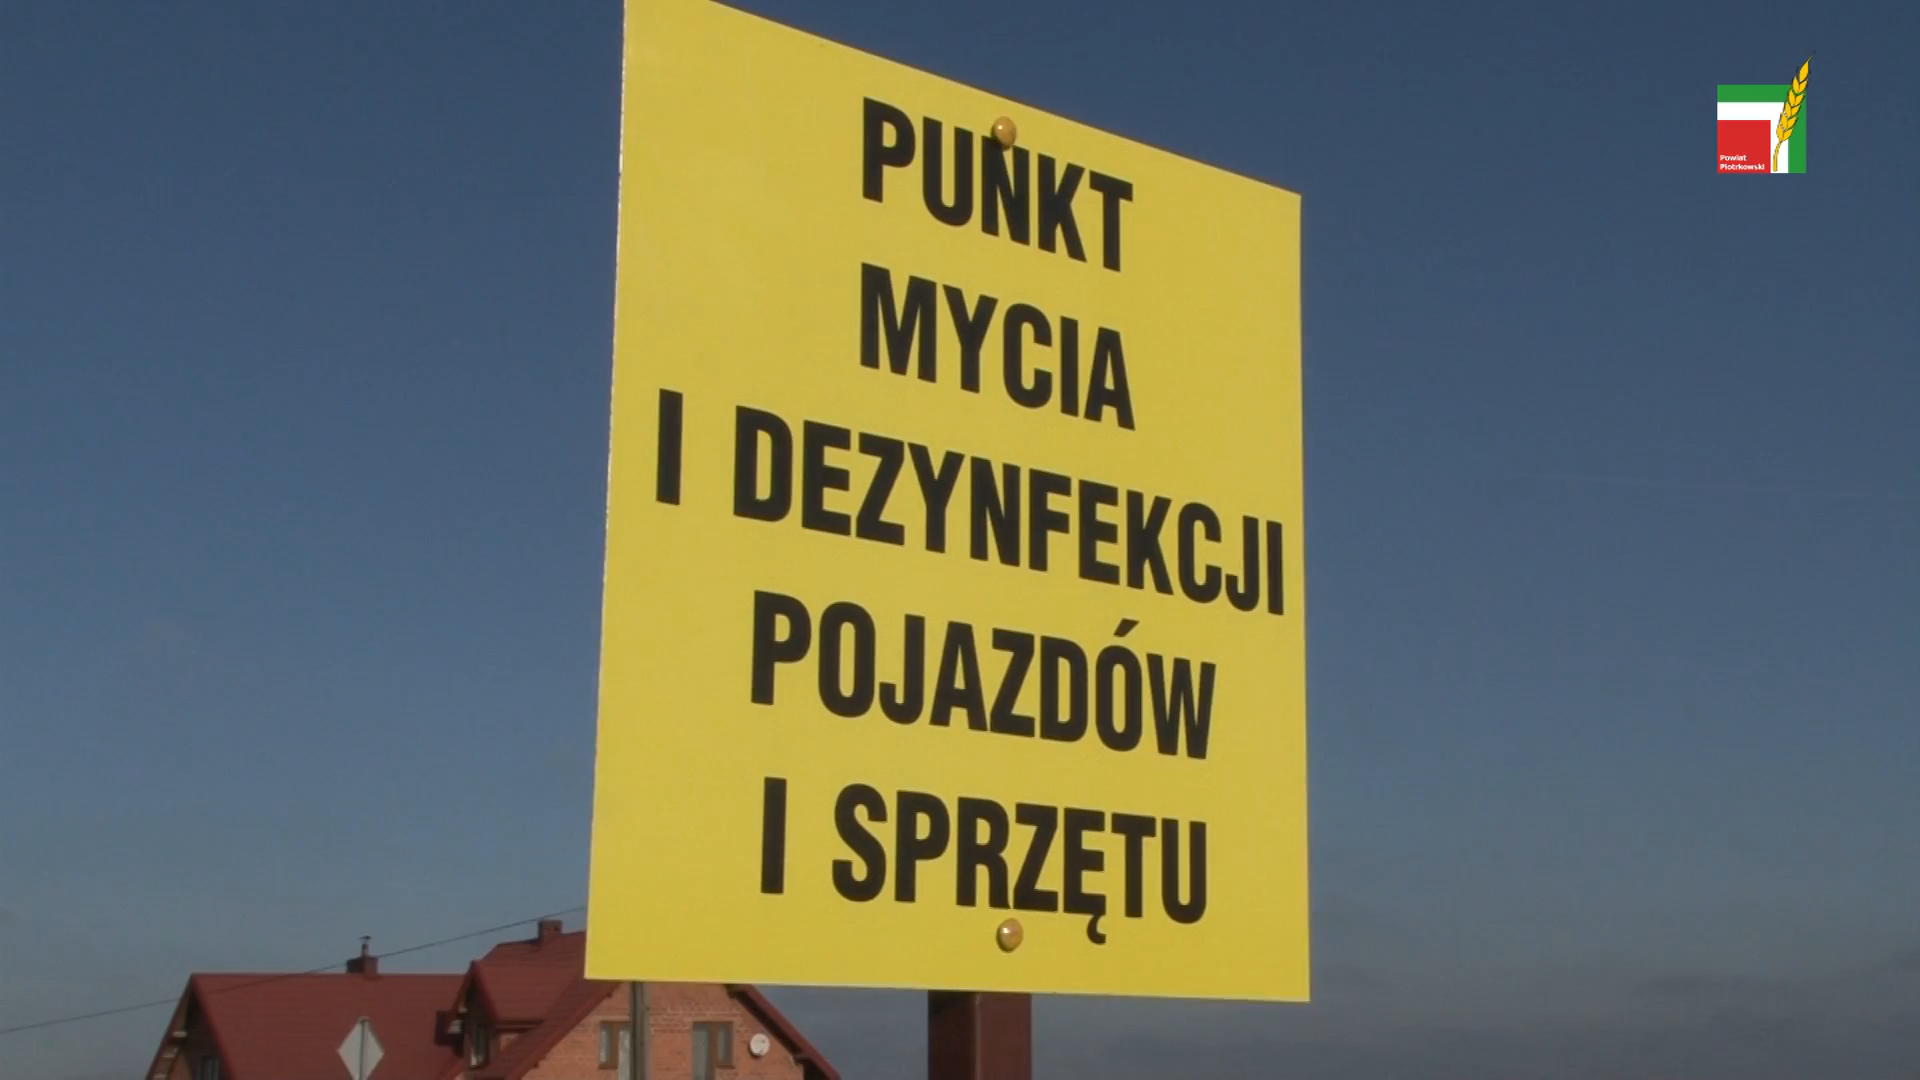 PUNKT
MYCIA
I DEZYNFEKCJI
POJAZDÓW
I SPRZĘTU
Powiat
Piotrkowski